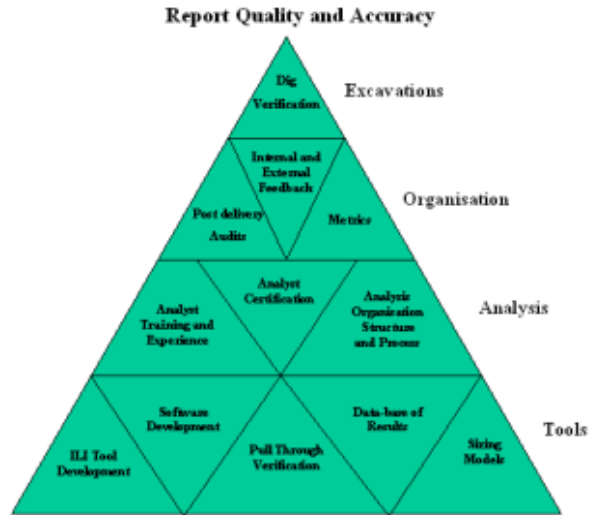 Report Quality and Accuracy
Dig
Verification
Excavations
Internal and
External
Feedback
Post delivery
Audits
Metrics
Organisation
Analyst
Training and
Experience
Analyst
Certification
Analysis
Organisation
Structure
and Process
Analysis
ILI Tool
Development
Software
Development
Pull Through
Verification
Data-base of
Results
Sizing
Models
Tools